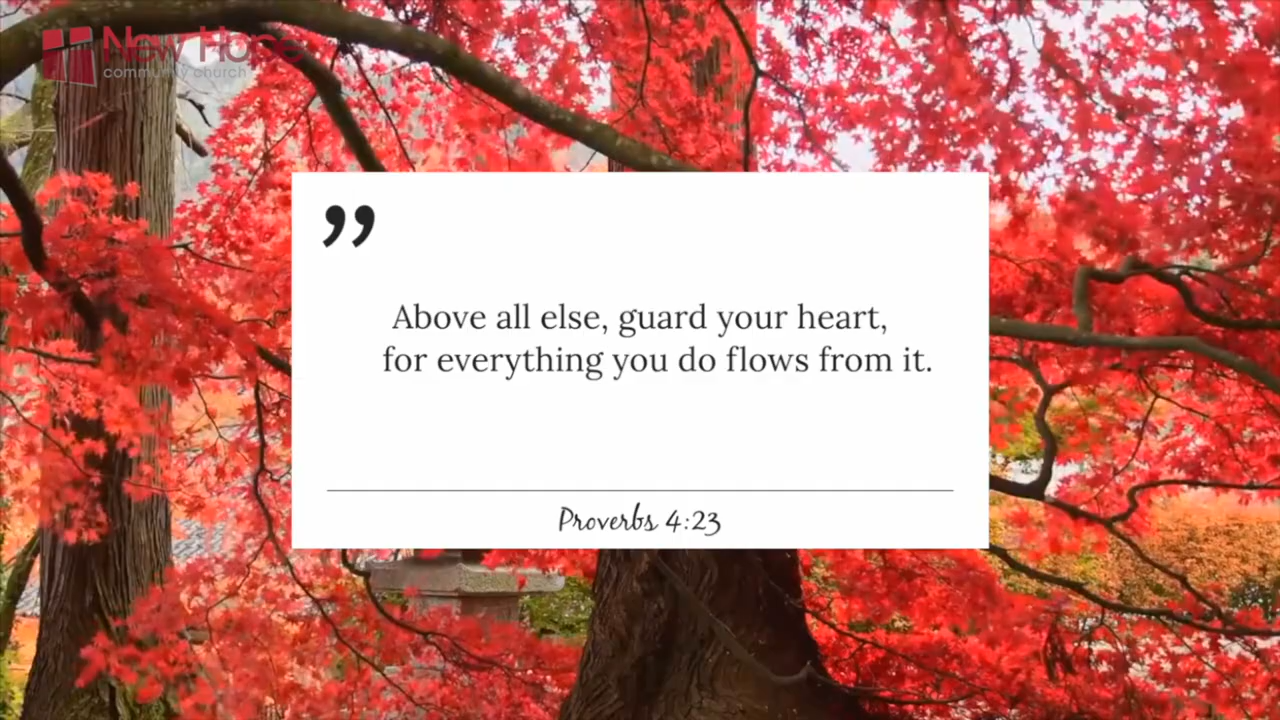 New Hope
community church
”
Above all else, guard your heart,
for everything you do flows from it.
Proverbs 4:23